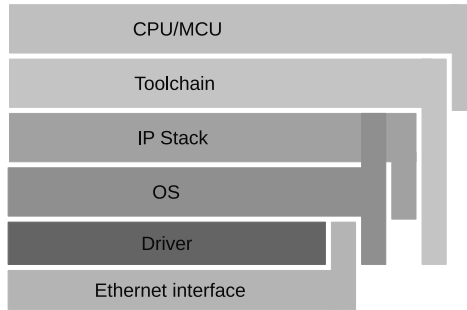 CPU/MCU
Toolchain
IP Stack
OS
Driver
Ethernet interface